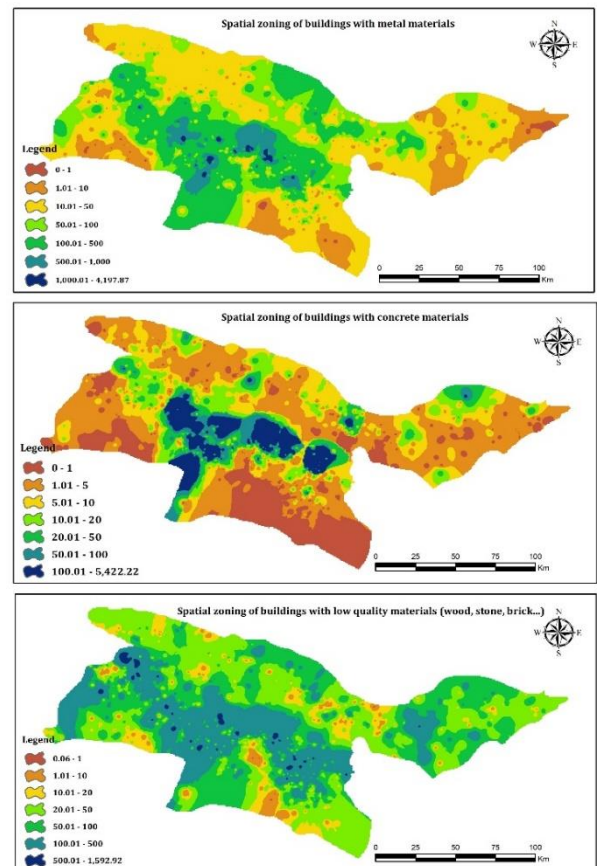 Spatial zoning of buildings with metal materials
N
W E
S
Legend
0 - 1
1.01 - 10
10.01 - 50
50.01 - 100
100.01 - 500
500.01 - 1,000
1,000.01 - 4,197.87
0 25 50 75 100
Km
Spatial zoning of buildings with concrete materials
N
W E
S
Legend
0 - 1
1.01 - 5
5.01 - 10
10.01 - 20
20.01 - 50
50.01 - 100
100.01 - 5,422.22
0 25 50 75 100
Km
Spatial zoning of buildings with low quality materials (wood, stone, brick...)
N
W E
S
Legend
0.06 - 1
1.01 - 10
10.01 - 20
20.01 - 50
50.01 - 100
100.01 - 500
500.01 - 1,592.92
0 25 50 75 100
Km